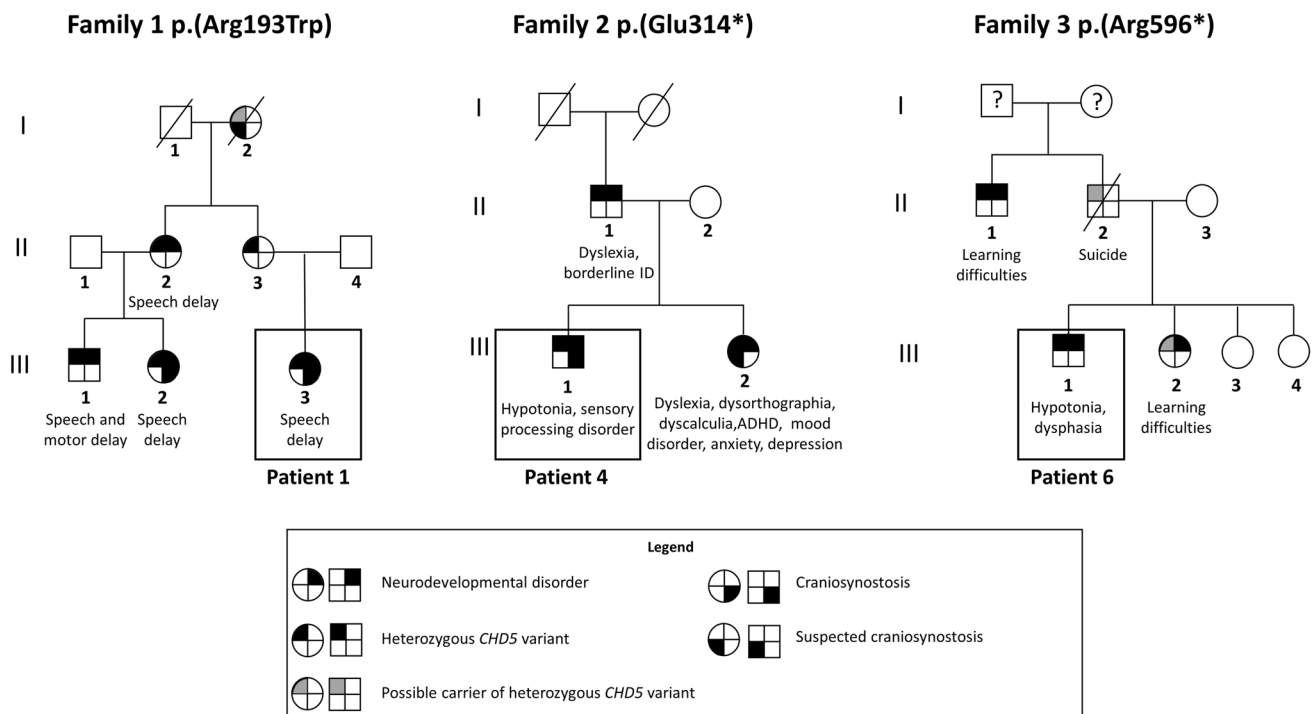 Family 1 p.(Arg193Trp)
Family 2 p.(Glu314*)
Family 3 p.(Arg596*)
I
1
2
II
1
2
3
4
Speech delay
III
1
2
3
Speech and
motor delay
Speech
delay
Speech
delay
Patient 1
I
II
1
2
Dyslexia,
borderline ID
III
1
2
Hypotonia, sensory
processing disorder
Dyslexia, dysorthographia,
dyscalculia,ADHD, mood
disorder, anxiety, depression
Patient 4
I
?
?
II
1
2
3
Learning
difficulties
Suicide
III
1
2
3
4
Hypotonia,
dysphasia
Learning
difficulties
Patient 6
Legend
Neurodevelopmental disorder
Craniosynostosis
Heterozygous CHD5 variant
Suspected craniosynostosis
Possible carrier of heterozygous CHD5 variant